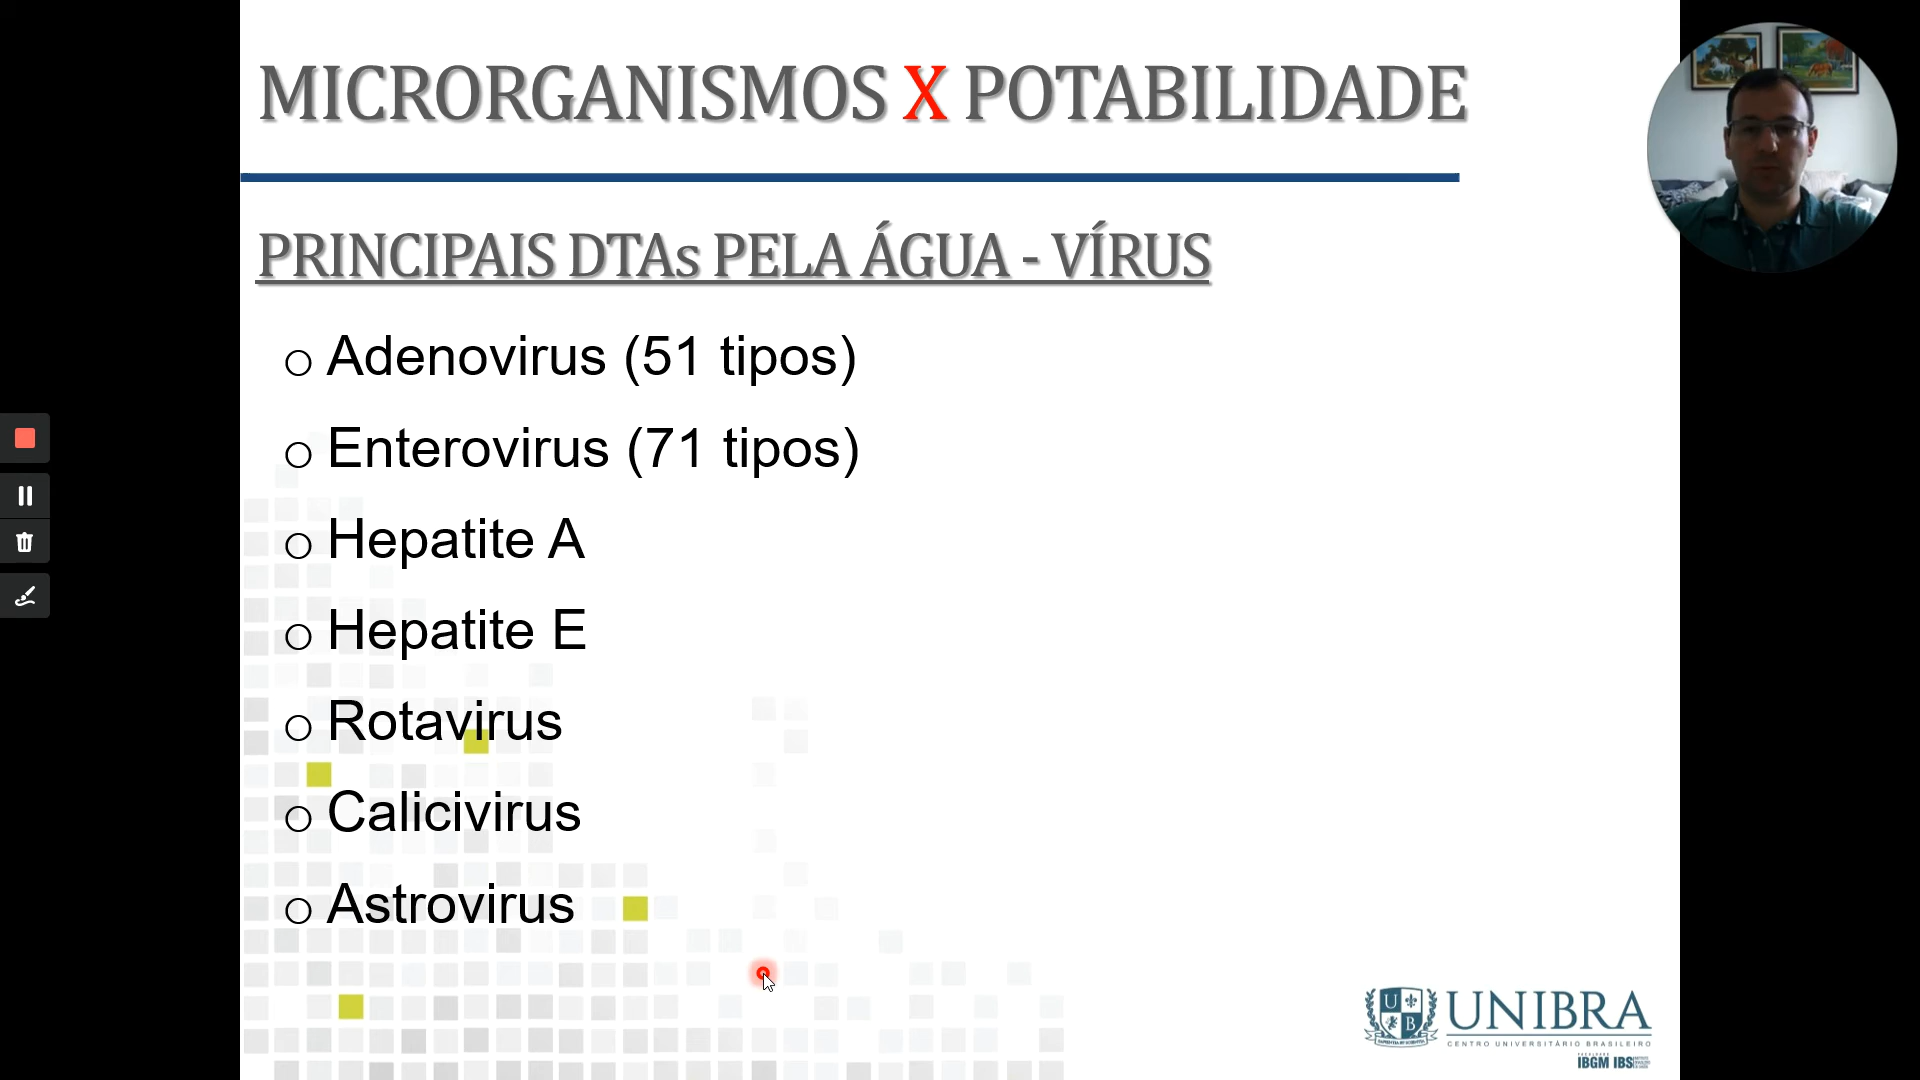 MICRORGANISMOS X POTABILIDADE
PRINCIPAIS DTAs PELA ÁGUA - VÍRUS
Adenovirus (51 tipos)
Enterovirus (71 tipos)
Hepatite A
Hepatite E
Rotavirus
Calicivirus
Astrovirus
U
B
UNIBRA
CENTRO UNIVERSITÁRIO BRASILEIRO
IBGM IBS